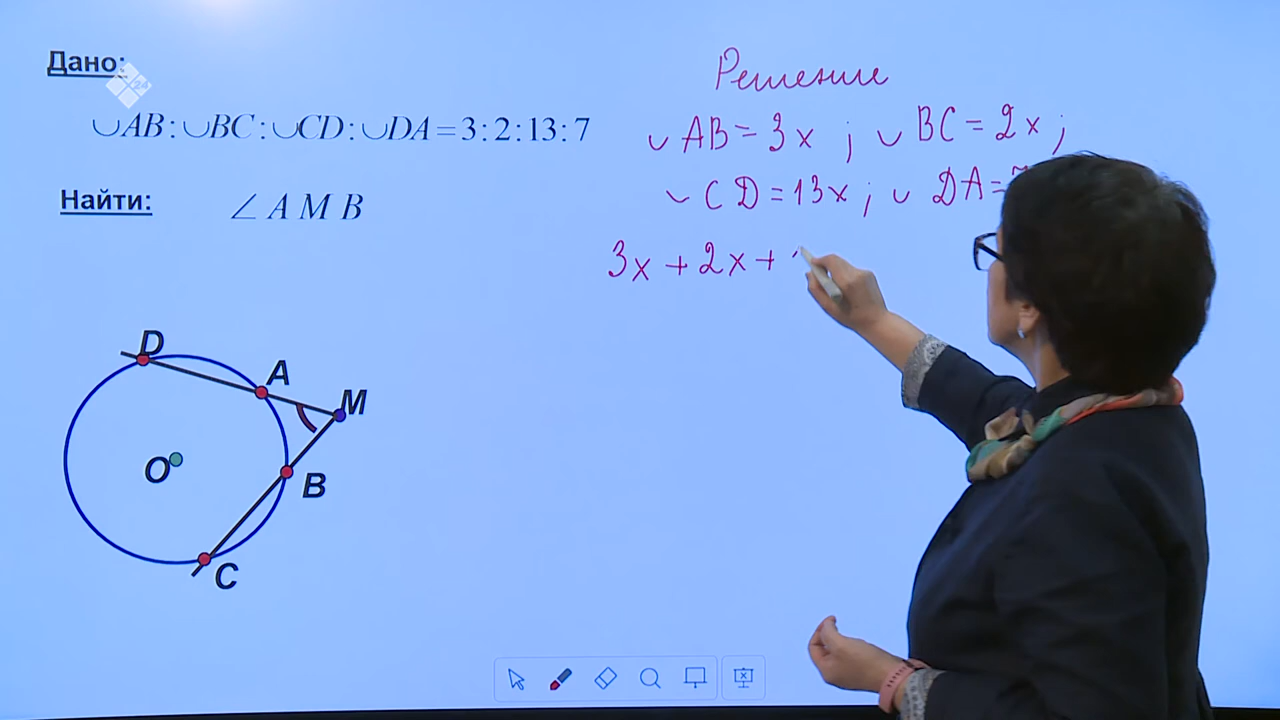 Дано:
X24
∪AB:∪BC:∪CD:∪DA=3:2:13:7
Найти: ∠AMB
Решение
∪AB=3x ; ∪BC=2x ;
∪CD=13x ; ∪DA=
3x+2x+
D
A
M
O
B
C